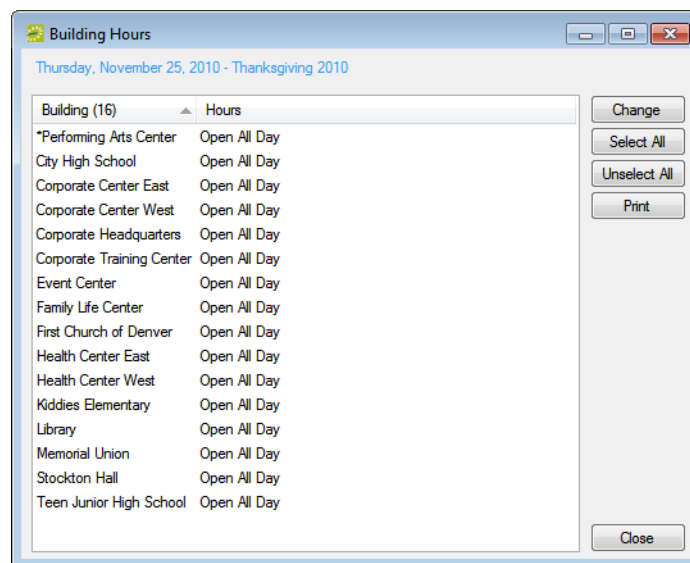 Building Hours
Thursday, November 25, 2010 - Thanksgiving 2010
Building (16) Hours
*Performing Arts Center Open All Day
City High School Open All Day
Corporate Center East Open All Day
Corporate Center West Open All Day
Corporate Headquarters Open All Day
Corporate Training Center Open All Day
Event Center Open All Day
Family Life Center Open All Day
First Church of Denver Open All Day
Health Center East Open All Day
Health Center West Open All Day
Kiddies Elementary Open All Day
Library Open All Day
Memorial Union Open All Day
Stockton Hall Open All Day
Teen Junior High School Open All Day
Change
Select All
Unselect All
Print
Close